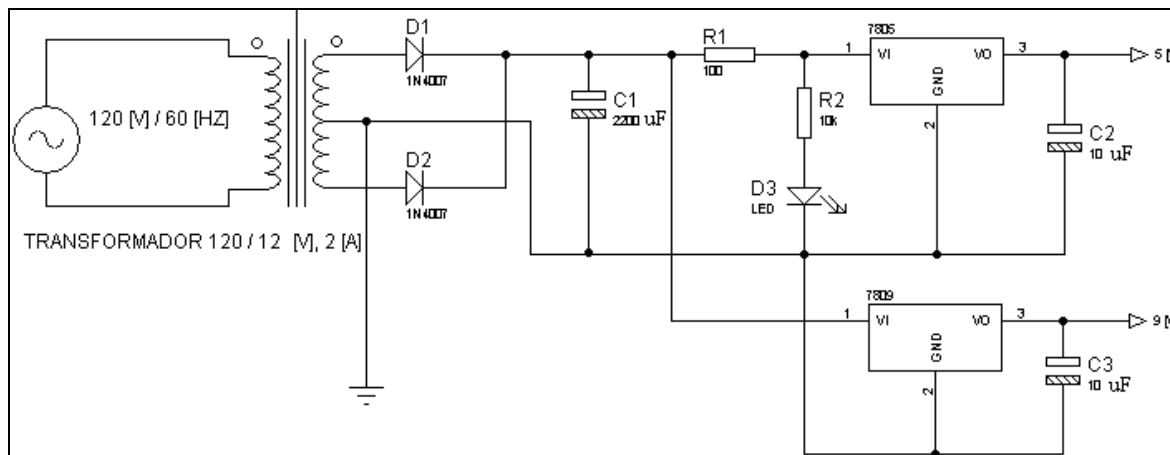 D1
1N4007
120 [V] / 60 [HZ]
D2
1N4007
TRANSFORMADOR 120 / 12 [V], 2 [A]
C1
2200 uF
R1
100
R2
10k
D3
LED
7805
1
VI
VO
3
GND
2
5 [
C2
10 uF
7809
1
VI
VO
3
GND
2
9 [
C3
10 uF